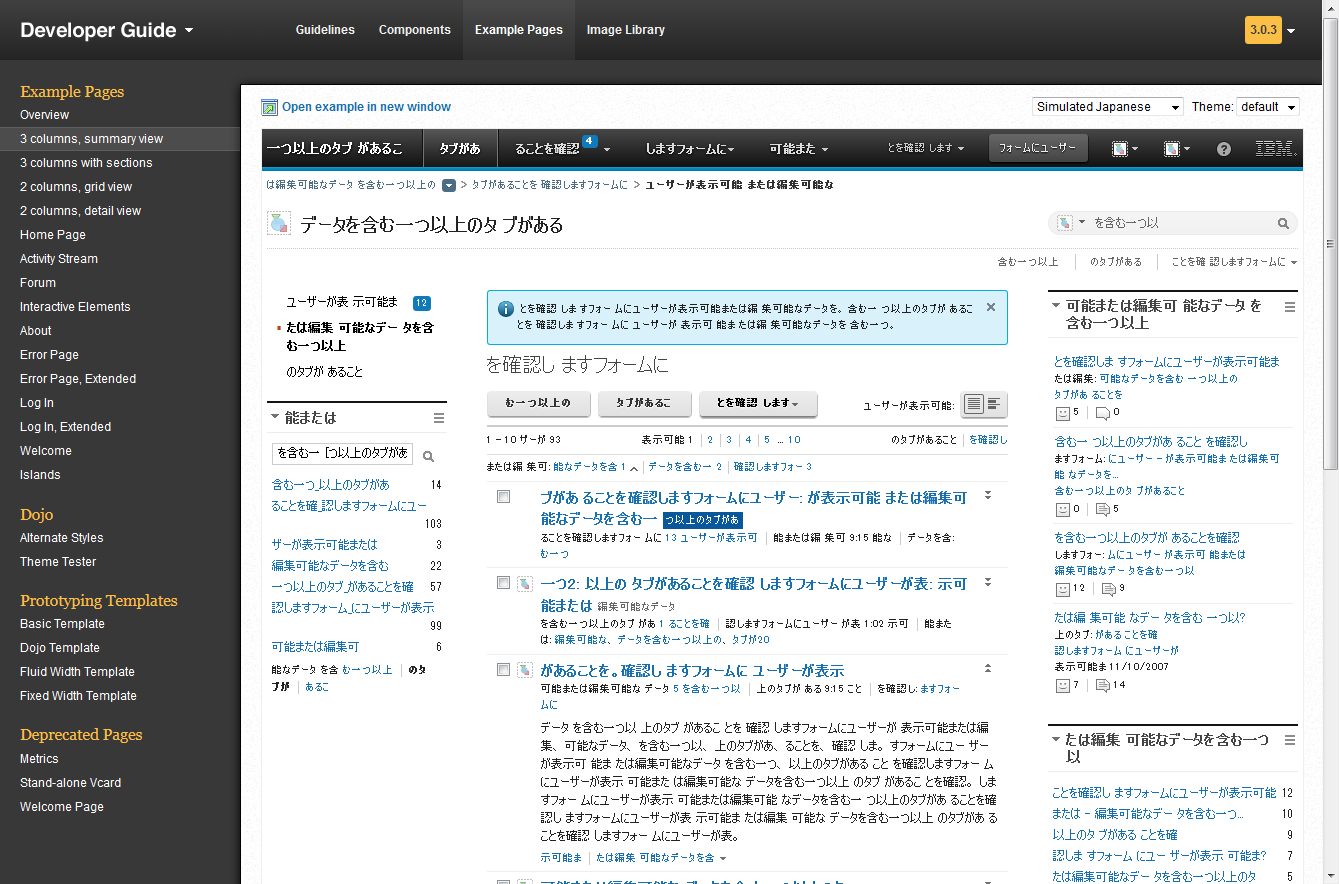 Developer Guide
Guidelines
Components
Example Pages
Image Library
3.0.3
Example Pages
Overview
3 columns, summary view
3 columns with sections
2 columns, grid view
2 columns, detail view
Home Page
Activity Stream
Forum
Interactive Elements
About
Error Page
Error Page, Extended
Log In
Log In, Extended
Welcome
Islands
Dojo
Alternate Styles
Theme Tester
Prototyping Templates
Basic Template
Dojo Template
Fluid Width Template
Fixed Width Template
Deprecated Pages
Metrics
Stand-alone Vcard
Welcome Page
Open example in new window
Simulated Japanese
Theme: default
一つ以上のタブ があるこ
タブがあ
ることを確認 4
しますフォームに
可能また
とを確認 します
フォームにユーザー
IBM.
は編集可能なデータ を含む一つ以上の > タブがあることを 確認しますフォームに > ユーザーが表示可能 または編集可能な
データを含む一つ以上のタ ブがある
を含む一つ以
含む一つ以上
のタブがある
ことを確 認しますフォームに
ユーザーが表 示可能ま 12
たは編集 可能なデー タを含
む一つ以上
のタブが あること
能または
を含む一 [つ以上のタブがあ
含む一つ_以上のタブがあ 14
ることを確_認しますフォームにユー
103
ザーが表示可能または 3
編集可能なデータを含む 22
一つ以上のタブ_があることを確 57
認しますフォーム_にユーザーが表示
99
可能または編集可 6
能なデータ を含 む一つ以上 のタ
ブが あるこ
とを確認 しま すフォー ムにユーザーが表示可能または編 集可能なデータを。含む一 つ以上のタブが あるこ
とを 確認 しま すフォー ムに ユーザーが 表示可 能ま たは編 集可能なデータを 含む一つ。
を確認し ますフォームに
む一つ以上の
タブがあるこ
とを確認 します
ユーザーが表示可能:
1 - 10 ザーが 93
表示可能 1 2 3 4 5 ... 10
のタブがあること を確認し
または編 集可: 能なデータを含 1 データを含む一 2 確認しますフォー 3
ブがあ ることを確認しますフォームにユーザー: が表示可能 または編集可
能なデータを含む一 つ以上のタブがあ
ることを確認しますフォームに 13 ユーザーが表示可 能または編 集可 9:15 能な データを含:
む一つ
一つ2: 以上の タブがあることを確認 しますフォームにユーザーが表: 示可
能または 編集可能なデータ
を含む一つ以上のタブ があ 1 ることを確 認しますフォームにユーザー が表 1:02 示可 能また
は: 編集可能な、データを含む一つ以上の、タブが20
があることを。確認し ますフォームに ユーザーが表示
可能または編集可能な データ 5 を含む一つ以 上のタブが ある 9:15 こと を確認し: ますフォー
ムに
データ を含む一つ以 上のタブ があるこ とを 確認 しますフォームにユーザーが 表示可能または編
集、可能なデータ、を含む一つ以、上のタブがあ、ることを、確認 しま。すフォームにユー ザー
が表示可 能ま たは編集可能なデータ を含む一つ、以上のタブがある こと を確認しますフォー ム
にユーザーが表示 可能また は編集可能な データを含む一つ以上 のタブ があるこ とを確認。しま
すフォー ムにユーザーが表示 可能または編集可能 なデータを含む一 つ以上のタブがあ ることを確
認し ますフォームにユーザーが表 示可能ま たは編集 可能な データを含む一つ以上 のタブがあ る
ことを確認 しますフォー ムにユーザーが表。
示可能ま たは編集 可能なデータを含
可能または編集可 能なデータ を
含む一つ以上
とを確認しま すフォームにユーザーが表示可能ま
たは編集: 可能なデータを含む 一つ以上の
タブがあ ることを
5 0
含む一 つ以上のタブがあ ること を確認し
ますフォーム: にユーザー - が表示可能または編集可
能 なデータを...
含む一つ以上のタブ があること
0 5
を含む一つ以上のタブが あることを確認
しますフォー: ムにユーザーが 表示可 能または
編集可能なデータを含む一つ以
12 9
たは編 集可能 なデー タを含む 一つ以?
上のタブ: があることを確
認しますフォー ム にユーザーが
表示可能ま 11/10/2007
7 14
たは編集 可能なデータを含む一つ
以
ことを確認し ますフォームにユーザーが表示可能 12
または - 編集可能なデー タを含む一つ... 10
以上のタ ブがある ことを確 9
認しま すフォーム にユー ザーが表示 可能ま? 7
たは編集可能なデータを含む一つ以上のタ 5